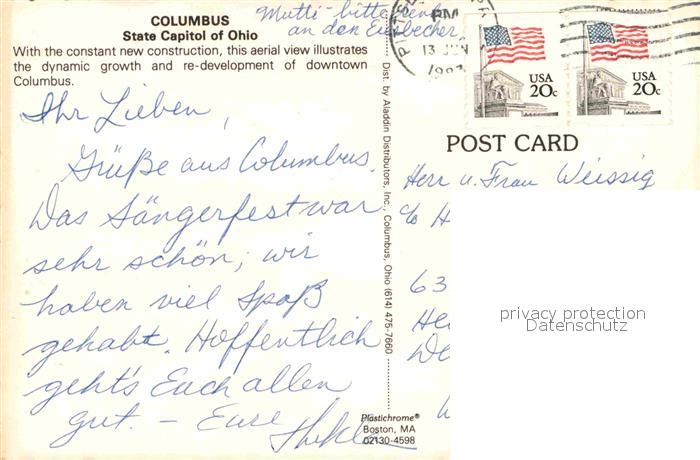 COLUMBUS
State Capitol of Ohio
With the constant new construction, this aerial view illustrates
the dynamic growth and re-development of downtown
Columbus.
Mutti - bitte
an den
Ihr Lieben,
Grüße aus Columbus.
Das Sängerfest war
sehr schön; wir
haben viel Spaß
gehabt. Hoffentlich
geht's Euch allen
gut. - Eure
Dist. by Aladdin Distributors, Inc., Columbus, Ohio (614) 475-7660
Plastichrome®
Boston, MA
02130-4598
PM
13 JUN
USA
20c
USA
20c
POST CARD
Herr u. Frau Weissig
c/o H
63
privacy protection
Datenschutz